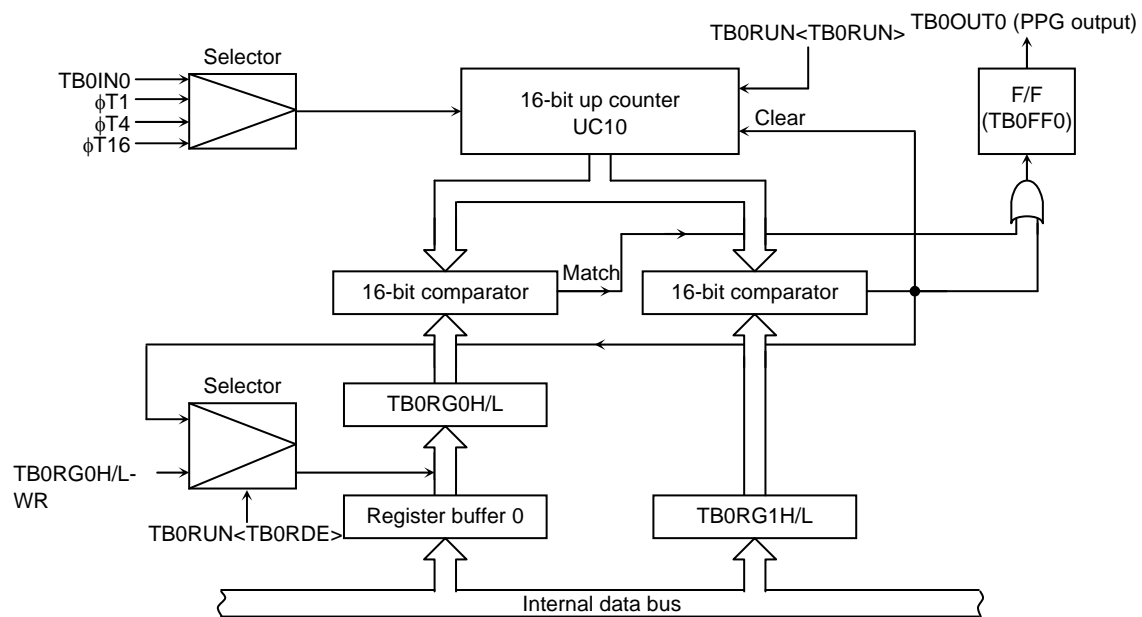 TB0OUT0 (PPG output)
TB0RUN<TB0RUN>
Selector
TB0IN0
ϕT1
ϕT4
ϕT16
16-bit up counter
UC10
Clear
F/F
(TB0FF0)
Match
16-bit comparator
16-bit comparator
Selector
TB0RG0H/L
TB0RG0H/L-
WR
TB0RUN<TB0RDE>
Register buffer 0
TB0RG1H/L
Internal data bus